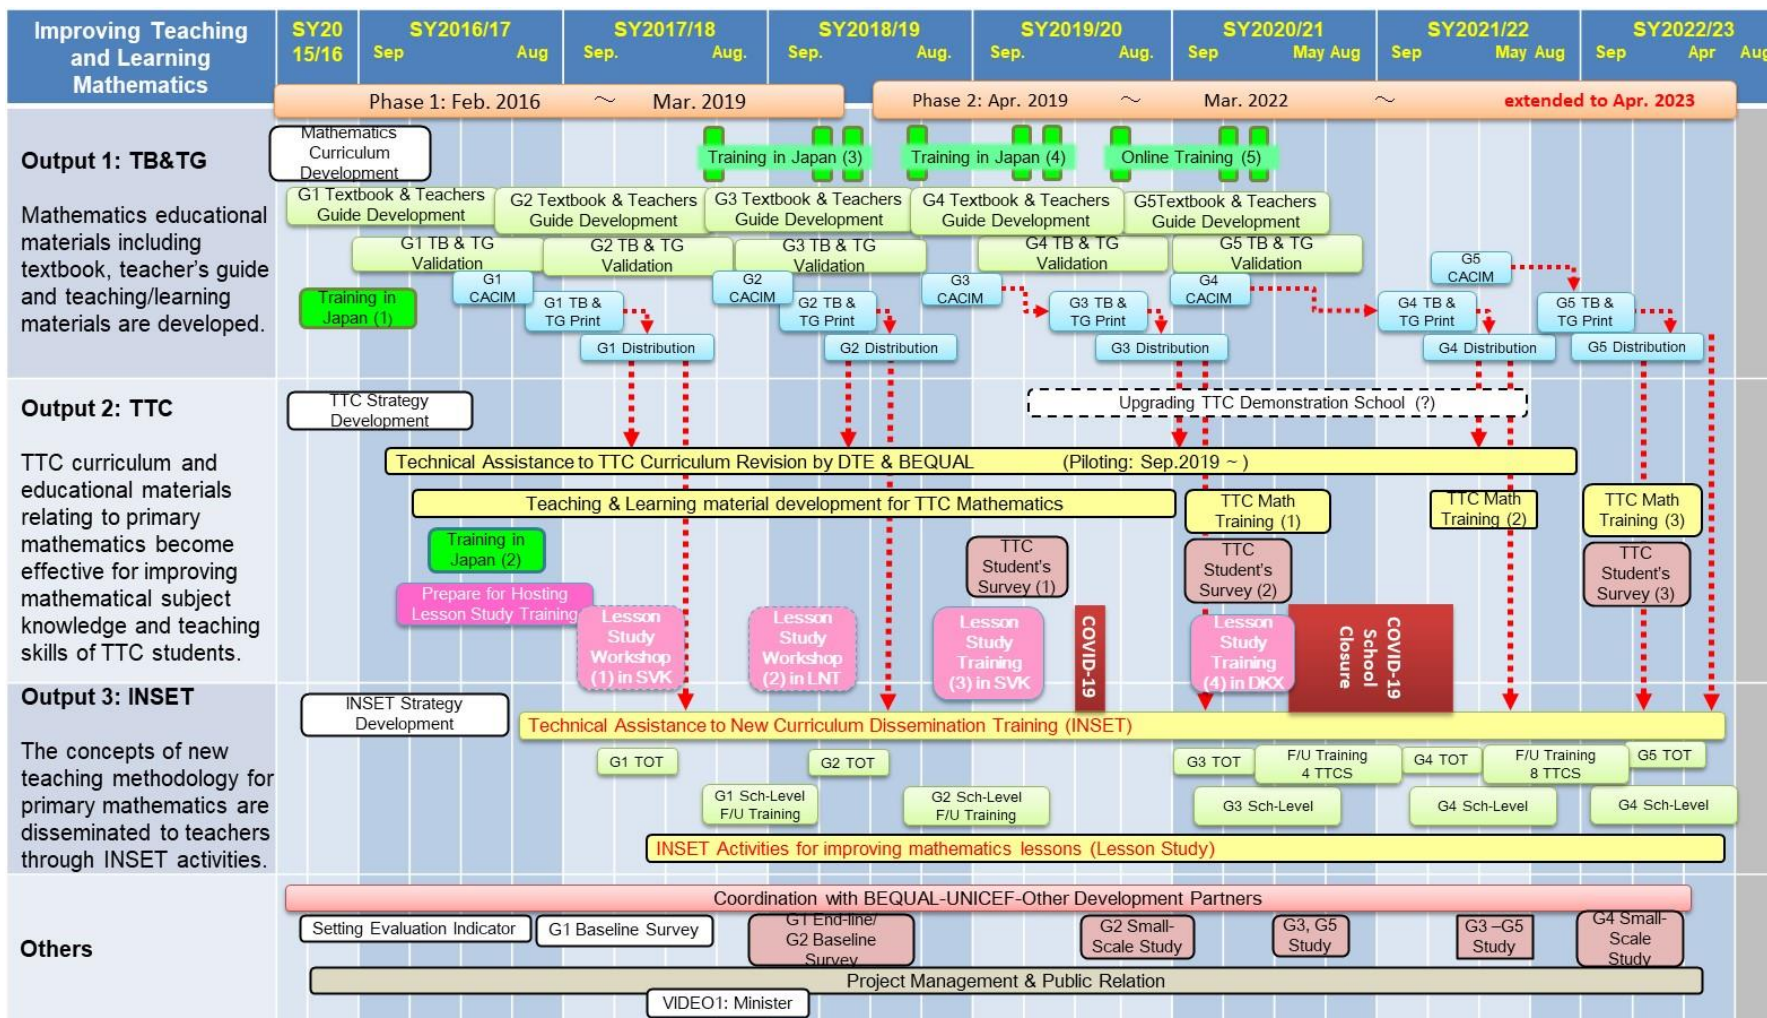 Improving Teaching
and Learning
Mathematics
SY20
15/16
SY2016/17
Sep
Aug
SY2017/18
Sep.
Aug.
SY2018/19
Sep.
Aug.
SY2019/20
Sep.
Aug.
SY2020/21
Sep
May Aug
SY2021/22
Sep
May Aug
SY2022/23
Sep
Apr
Aug
Phase 1: Feb. 2016 ～ Mar. 2019
Phase 2: Apr. 2019 ～ Mar. 2022 ～ extended to Apr. 2023
Output 1: TB&TG
Mathematics educational
materials including
textbook, teacher's guide
and teaching/learning
materials are developed.
Mathematics
Curriculum
Development
Training in Japan (3)
Training in Japan (4)
Online Training (5)
G1 Textbook & Teachers
Guide Development
G2 Textbook & Teachers
Guide Development
G3 Textbook & Teachers
Guide Development
G4 Textbook & Teachers
Guide Development
G5Textbook & Teachers
Guide Development
G1 TB & TG
Validation
G2 TB & TG
Validation
G3 TB & TG
Validation
G4 TB & TG
Validation
G5 TB & TG
Validation
Training in
Japan (1)
G1
CACIM
G2
CACIM
G3
CACIM
G4
CACIM
G5
CACIM
G1 TB &
TG Print
G2 TB &
TG Print
G3 TB &
TG Print
G4 TB &
TG Print
G5 TB &
TG Print
G1 Distribution
G2 Distribution
G3 Distribution
G4 Distribution
G5 Distribution
Output 2: TTC
TTC curriculum and
educational materials
relating to primary
mathematics become
effective for improving
mathematical subject
knowledge and teaching
skills of TTC students.
TTC Strategy
Development
Upgrading TTC Demonstration School (?)
Technical Assistance to TTC Curriculum Revision by DTE & BEQUAL (Piloting: Sep.2019 ~ )
Teaching & Learning material development for TTC Mathematics
TTC Math
Training (1)
TTC Math
Training (2)
TTC Math
Training (3)
Training in
Japan (2)
TTC
Student's
Survey (1)
TTC
Student's
Survey (2)
TTC
Student's
Survey (3)
Prepare for Hosting
Lesson Study Training
Lesson
Study
Workshop
(1) in SVK
Lesson
Study
Workshop
(2) in LNT
Lesson
Study
Training
(3) in SVK
COVID-19
Lesson
Study
Training
(4) in DKX
COVID-19
School
Closure
Output 3: INSET
The concepts of new
teaching methodology for
primary mathematics are
disseminated to teachers
through INSET activities.
INSET Strategy
Development
Technical Assistance to New Curriculum Dissemination Training (INSET)
G1 TOT
G2 TOT
G3 TOT
F/U Training
4 TTCS
G4 TOT
F/U Training
8 TTCS
G5 TOT
G1 Sch-Level
F/U Training
G2 Sch-Level
F/U Training
G3 Sch-Level
G4 Sch-Level
G4 Sch-Level
INSET Activities for improving mathematics lessons (Lesson Study)
Others
Coordination with BEQUAL-UNICEF-Other Development Partners
Setting Evaluation Indicator
G1 Baseline Survey
G1 End-line/
G2 Baseline
Survey
G2 Small-
Scale Study
G3, G5
Study
G3 –G5
Study
G4 Small-
Scale
Study
Project Management & Public Relation
VIDEO1: Minister